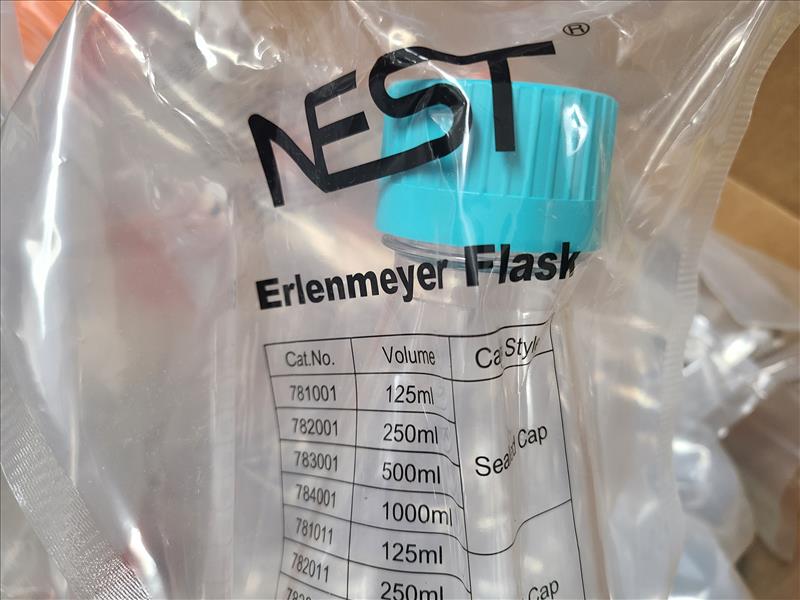 NEST®
Erlenmeyer Flask
Cat.No. Volume Cap Style
781001 125ml
782001 250ml
783001 500ml Sealed Cap
784001 1000ml
781011 125ml
782011 250ml Cap